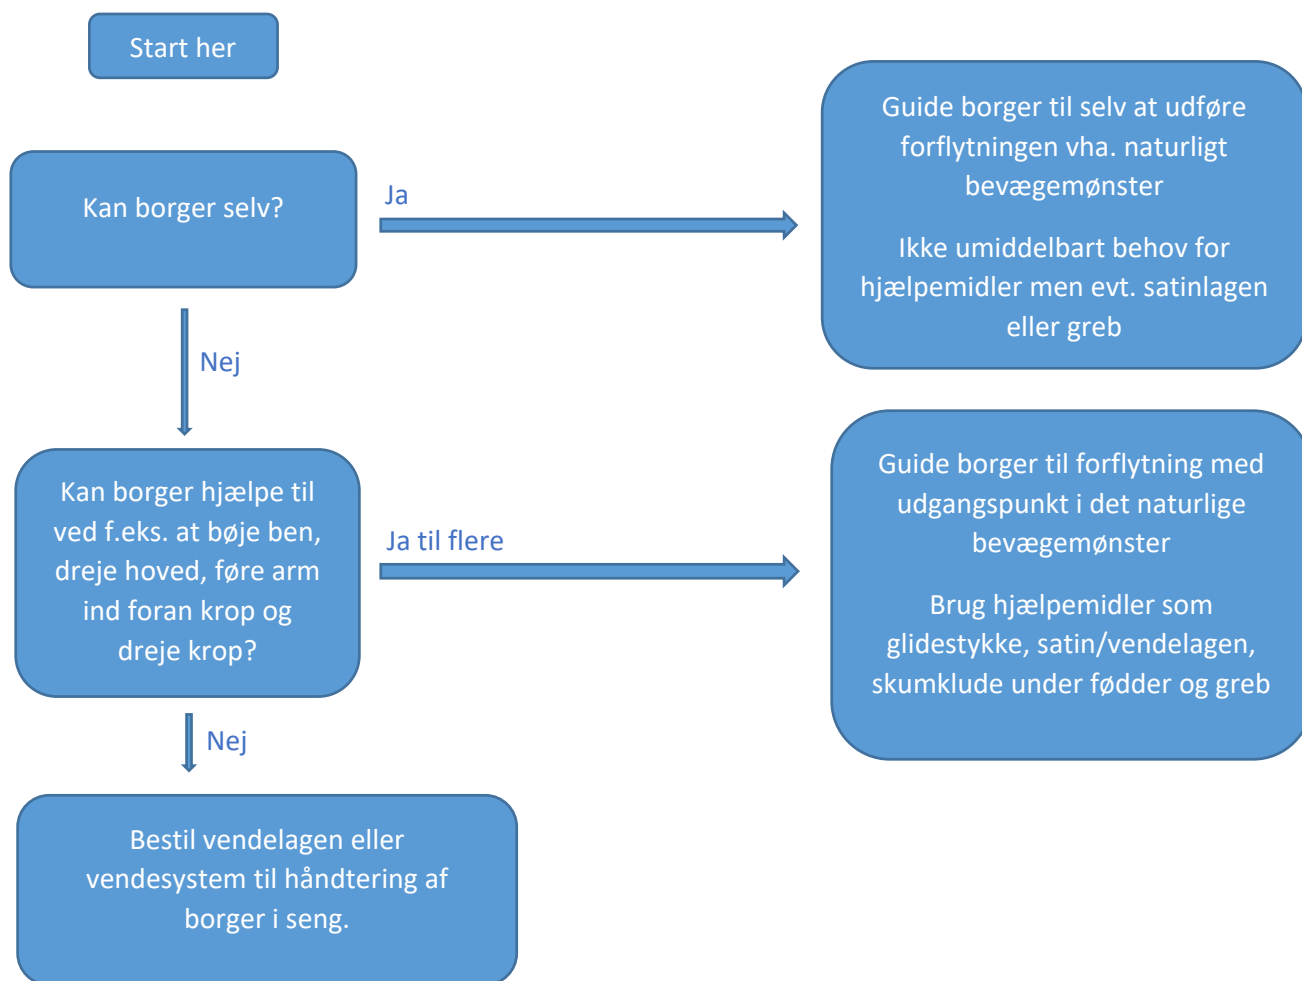 Start her
Kan borger selv?
Ja
Guide borger til selv at udføre
forflytningen vha. naturligt
bevægemønster
Ikke umiddelbart behov for
hjælpemidler men evt. satinlagen
eller greb
Nej
Kan borger hjælpe til
ved f.eks. at bøje ben,
dreje hoved, føre arm
ind foran krop og
dreje krop?
Ja til flere
Guide borger til forflytning med
udgangspunkt i det naturlige
bevægemønster
Brug hjælpemidler som
glidestykke, satin/vendelagen,
skumklude under fødder og greb
Nej
Bestil vendelagen eller
vendesystem til håndtering af
borger i seng.